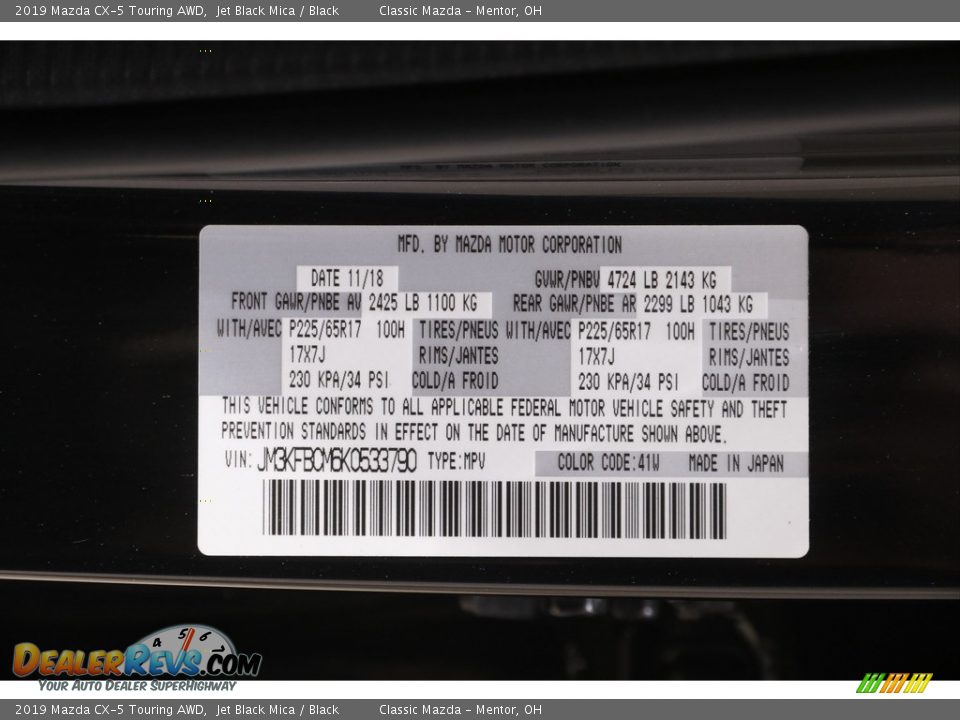 2019 Mazda CX-5 Touring AWD, Jet Black Mica / Black Classic Mazda - Mentor, OH
MFD. BY MAZDA MOTOR CORPORATION
DATE 11/18 GVWR/PNBV 4724 LB 2143 KG
FRONT GAWR/PNBE AV 2425 LB 1100 KG REAR GAWR/PNBE AR 2299 LB 1043 KG
WITH/AVEC P225/65R17 100H TIRES/PNEUS WITH/AVEC P225/65R17 100H TIRES/PNEUS
17X7J RIMS/JANTES 17X7J RIMS/JANTES
230 KPA/34 PSI COLD/A FROID 230 KPA/34 PSI COLD/A FROID
THIS VEHICLE CONFORMS TO ALL APPLICABLE FEDERAL MOTOR VEHICLE SAFETY AND THEFT
PREVENTION STANDARDS IN EFFECT ON THE DATE OF MANUFACTURE SHOWN ABOVE.
VIN: JM3KFBCM6K0533790 TYPE:MPV COLOR CODE:41W MADE IN JAPAN
4 5 6
DEALERREVS.COM
YOUR AUTO DEALER SUPERHIGHWAY
2019 Mazda CX-5 Touring AWD, Jet Black Mica / Black Classic Mazda - Mentor, OH